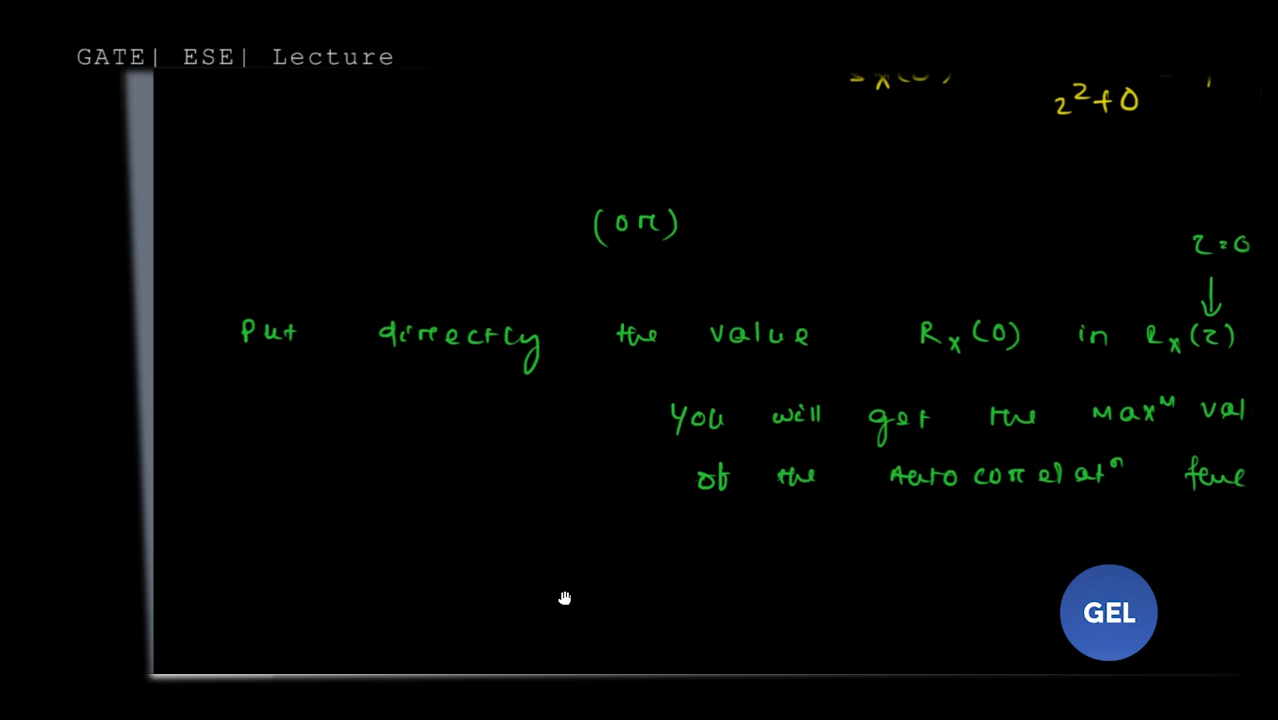 GATE| ESE| Lecture
2²+0
(or)
τ=0
Put directly the value Rx(0) in Rx(τ)
You will get the Maxᴹ val
of the Auto correlatⁿ func
GEL